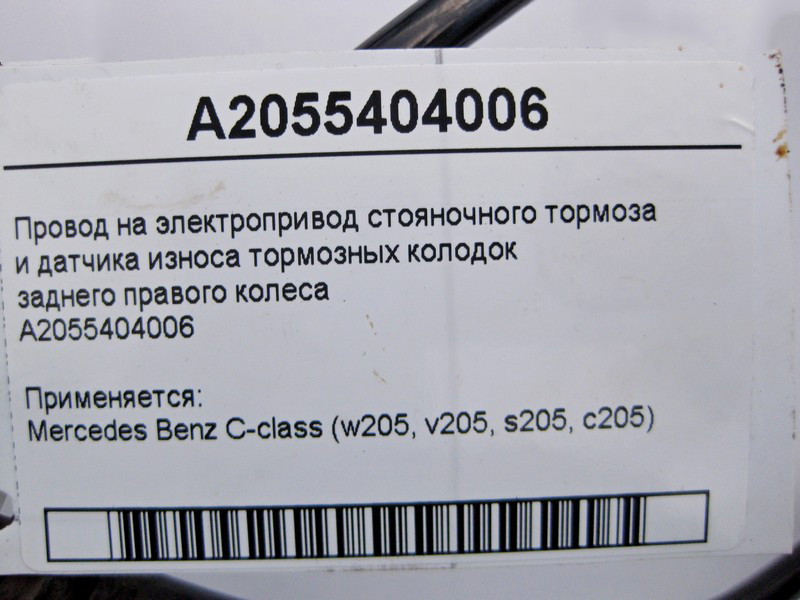 A2055404006
Провод на электропривод стояночного тормоза
и датчика износа тормозных колодок
заднего правого колеса
A2055404006
Применяется:
Mercedes Benz C-class (w205, v205, s205, c205)